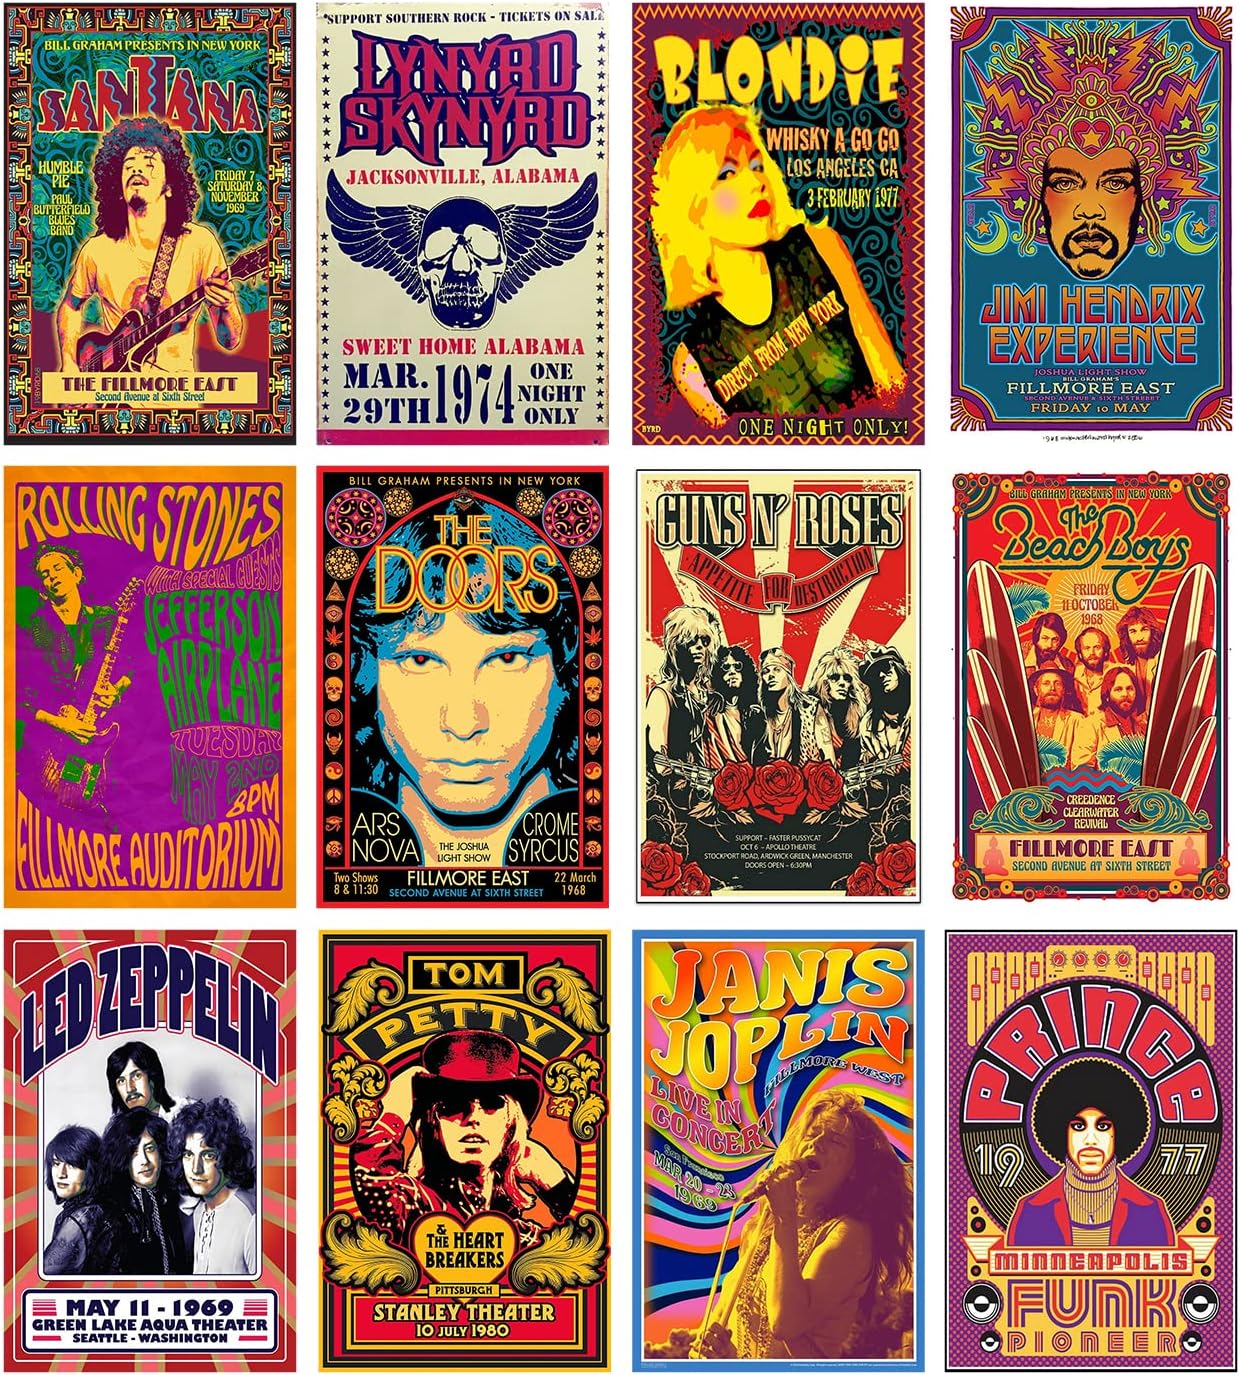 BILL GRAHAM PRESENTS IN NEW YORK
SANTANA
HUMBLE
PIE
PAUL
BUTTERFIELD
BLUES
BAND
FRIDAY 7
SATURDAY 8
NOVEMBER
1969
THE FILLMORE EAST
Second Avenue at Sixth Street
"SUPPORT SOUTHERN ROCK - TICKETS ON SALE
LYNYRD
SKYNYRD
JACKSONVILLE, ALABAMA
SWEET HOME ALABAMA
MAR.
29TH
1974
ONE
NIGHT
ONLY
BLONDIE
WHISKY A GO GO
LOS ANGELES CA
3 FEBRUARY 1977
DIRECT FROM NEW YORK
BYRD
ONE NIGHT ONLY!
JIMI HENDRIX
EXPERIENCE
JOSHUA LIGHT SHOW
BILL GRAHAM'S
FILLMORE EAST
SECOND AVENUE & SIXTH STREET
FRIDAY 10 MAY
ROLLING STONES
WITH SPECIAL GUESTS
JEFFERSON
AIRPLANE
TUESDAY
MAY 2ND
8PM
FILLMORE AUDITORIUM
BILL GRAHAM PRESENTS IN NEW YORK
THE
DOORS
ARS
NOVA
THE JOSHUA
LIGHT SHOW
CROME
SYRCUS
Two Shows
8 & 11:30
FILLMORE EAST
SECOND AVENUE AT SIXTH STREET
22 March
1968
GUNS N' ROSES
APPETITE FOR DESTRUCTION
SUPPORT - FASTER PUSSYCAT
OCT 6 - APOLLO THEATRE
STOCKPORT ROAD, ARDWICK GREEN, MANCHESTER
DOORS OPEN - 6:30PM
BILL GRAHAM PRESENTS IN NEW YORK
The
Beach Boys
FRIDAY
11 OCTOBER
1968
CREEDENCE
CLEARWATER
REVIVAL
FILLMORE EAST
SECOND AVENUE AT SIXTH STREET
LED ZEPPELIN
MAY 11 - 1969
GREEN LAKE AQUA THEATER
SEATTLE - WASHINGTON
TOM
PETTY
& THE HEART
BREAKERS
PITTSBURGH
STANLEY THEATER
10 JULY 1980
JANIS
JOPLIN
FILLMORE WEST
LIVE IN
CONCERT
San Francisco
MAR 20 - 23
1969
PRINCE
1977
MINNEAPOLIS
FUNK
PIONEER